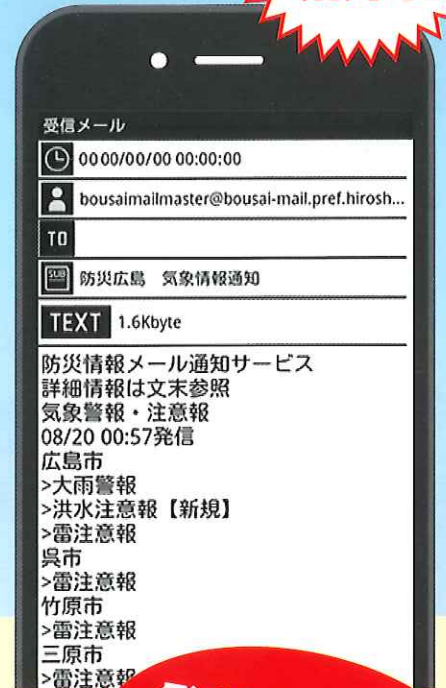 受信メール
0000/00/00 00:00:00
bousaimailmaster@bousai-mail.pref.hirosh...
TO
SUB 防災広島 気象情報通知
TEXT 1.6Kbyte
防災情報メール通知サービス
詳細情報は文末参照
気象警報・注意報
08/20 00:57発信
広島市
>大雨警報
>洪水注意報【新規】
>雷注意報
呉市
>雷注意報
竹原市
>雷注意報
三原市
>雷注意報